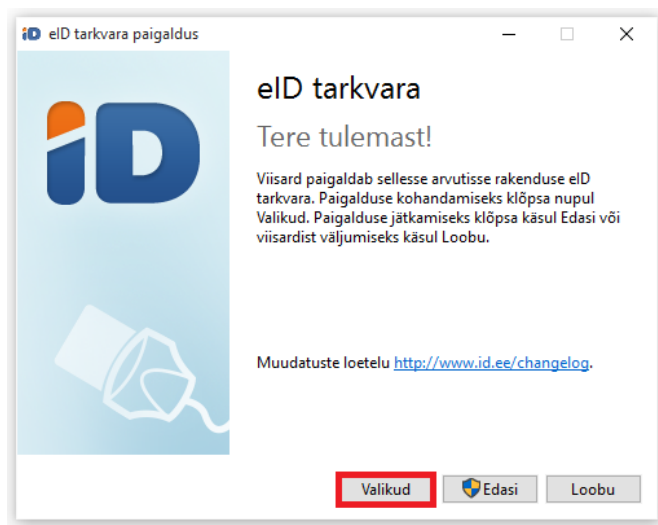 eID tarkvara paigaldus
iD
eID tarkvara
Tere tulemast!
Viisard paigaldab sellesse arvutisse rakenduse eID
tarkvara. Paigalduse kohandamiseks klõpsa nupul
Valikud. Paigalduse jätkamiseks klõpsa käsul Edasi või
viisardist väljumiseks käsul Loobu.
Muudatuste loetelu http://www.id.ee/changelog.
Valikud Edasi Loobu